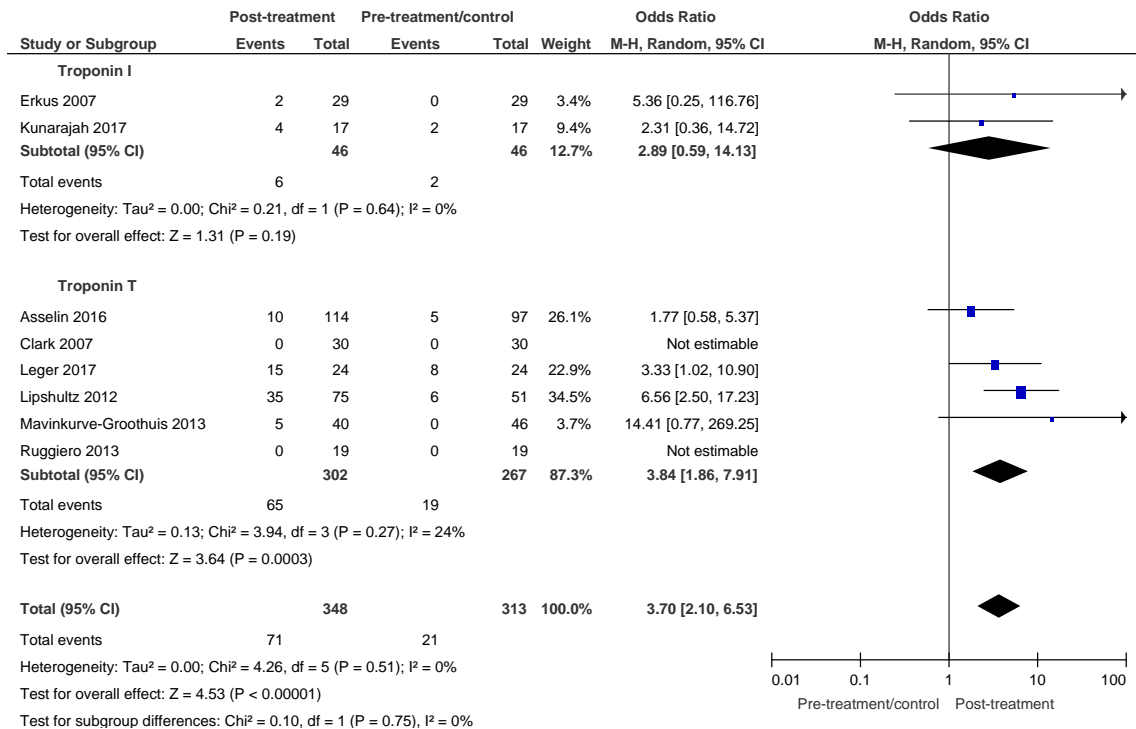 Post-treatment Pre-treatment/control Odds Ratio Odds Ratio
Study or Subgroup Events Total Events Total Weight M-H, Random, 95% CI M-H, Random, 95% CI
Troponin I
Erkus 2007 2 29 0 29 3.4% 5.36 [0.25, 116.76]
Kunarajah 2017 4 17 2 17 9.4% 2.31 [0.36, 14.72]
Subtotal (95% CI) 46 46 12.7% 2.89 [0.59, 14.13]
Total events 6 2
Heterogeneity: Tau² = 0.00; Chi² = 0.21, df = 1 (P = 0.64); I² = 0%
Test for overall effect: Z = 1.31 (P = 0.19)
Troponin T
Asselin 2016 10 114 5 97 26.1% 1.77 [0.58, 5.37]
Clark 2007 0 30 0 30 Not estimable
Leger 2017 15 24 8 24 22.9% 3.33 [1.02, 10.90]
Lipshultz 2012 35 75 6 51 34.5% 6.56 [2.50, 17.23]
Mavinkurve-Groothuis 2013 5 40 0 46 3.7% 14.41 [0.77, 269.25]
Ruggiero 2013 0 19 0 19 Not estimable
Subtotal (95% CI) 302 267 87.3% 3.84 [1.86, 7.91]
Total events 65 19
Heterogeneity: Tau² = 0.13; Chi² = 3.94, df = 3 (P = 0.27); I² = 24%
Test for overall effect: Z = 3.64 (P = 0.0003)
Total (95% CI) 348 313 100.0% 3.70 [2.10, 6.53]
Total events 71 21
Heterogeneity: Tau² = 0.00; Chi² = 4.26, df = 5 (P = 0.51); I² = 0%
Test for overall effect: Z = 4.53 (P < 0.00001)
Test for subgroup differences: Chi² = 0.10, df = 1 (P = 0.75), I² = 0%
0.01 0.1 1 10 100
Pre-treatment/control Post-treatment